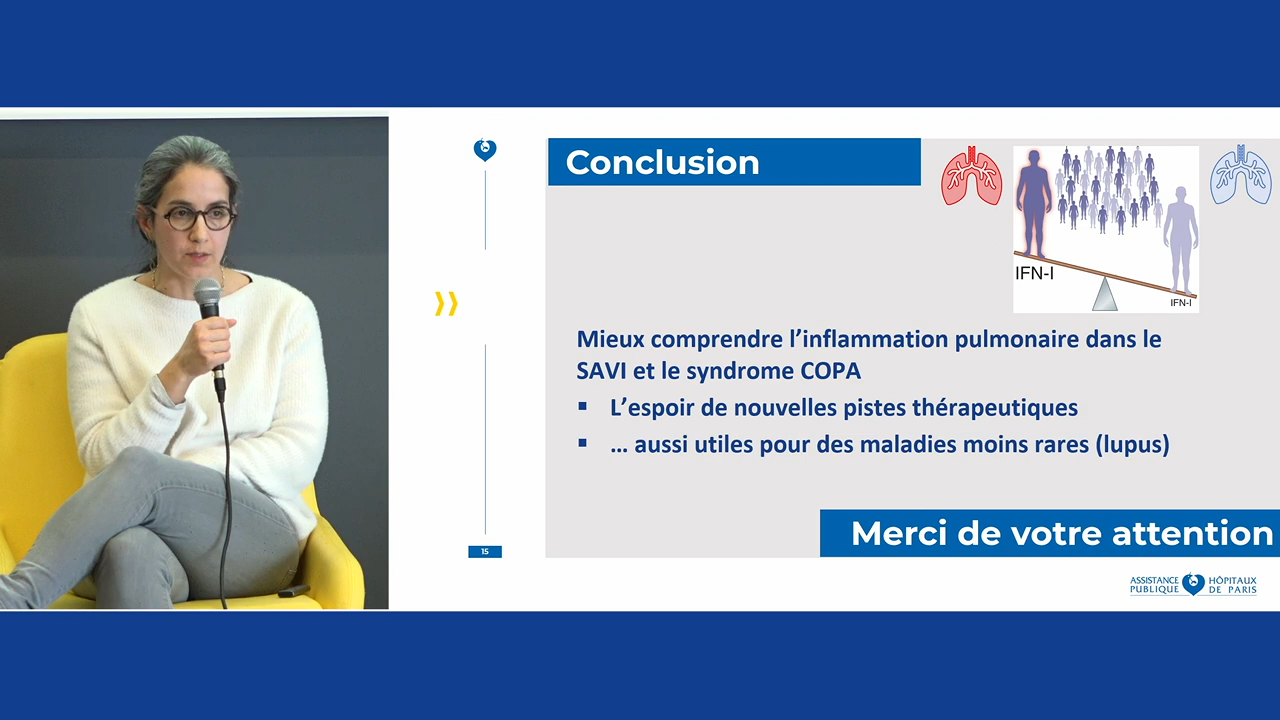 Conclusion
IFN-I
IFN-I
Mieux comprendre l’inflammation pulmonaire dans le
SAVI et le syndrome COPA
▪ L’espoir de nouvelles pistes thérapeutiques
▪ ... aussi utiles pour des maladies moins rares (lupus)
15
Merci de votre attention
ASSISTANCE HÔPITAUX
PUBLIQUE DE PARIS